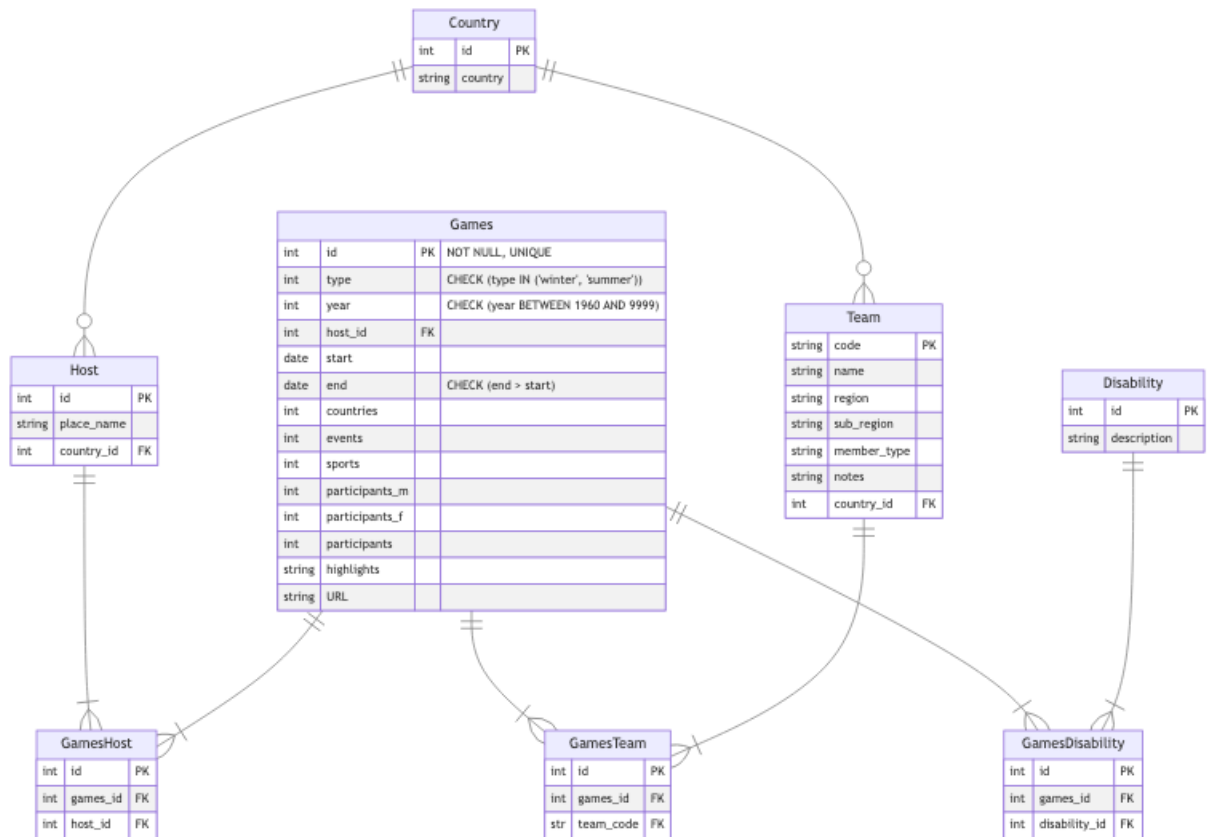 Country
int id PK
string country
Games
int id PK NOT NULL, UNIQUE
int type CHECK (type IN ('winter', 'summer'))
int year CHECK (year BETWEEN 1960 AND 9999)
int host_id FK
date start
date end CHECK (end > start)
int countries
int events
int sports
int participants_m
int participants_f
int participants
string highlights
string URL
Team
string code PK
string name
string region
string sub_region
string member_type
string notes
int country_id FK
Host
int id PK
string place_name
int country_id FK
Disability
int id PK
string description
GamesHost
int id PK
int games_id FK
int host_id FK
GamesTeam
int id PK
int games_id FK
str team_code FK
GamesDisability
int id PK
int games_id FK
int disability_id FK